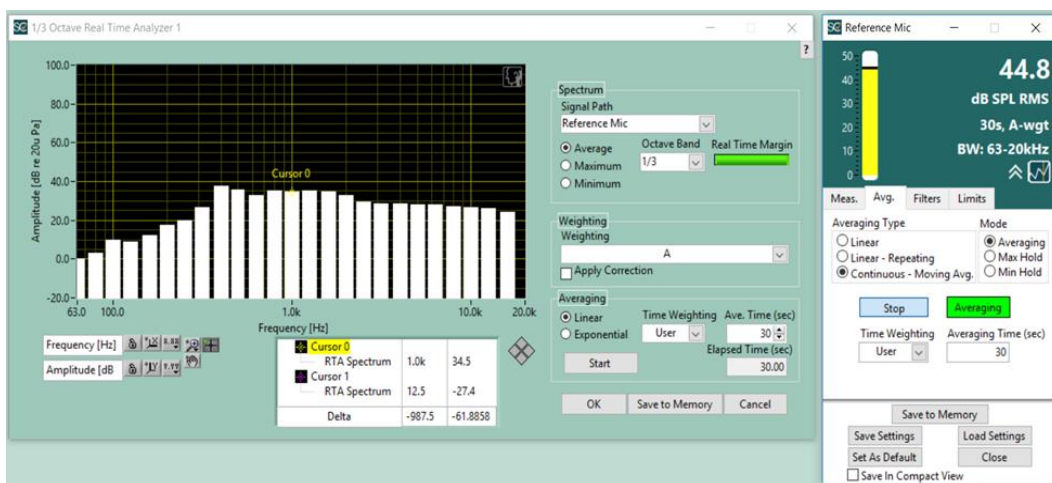 SC 1/3 Octave Real Time Analyzer 1
?
100.0
80.0
60.0
40.0
20.0
0.0
-20.0
Amplitude [dB re 20u Pa]
Cursor 0
63.0 100.0 1.0k 10.0k 20.0k
Frequency [Hz]
Frequency [Hz]
Amplitude [dB
Cursor 0
RTA Spectrum 1.0k 34.5
Cursor 1
RTA Spectrum 12.5 -27.4
Delta -987.5 -61.8858
Spectrum
Signal Path
Reference Mic
Average
Maximum
Minimum
Octave Band
1/3
Real Time Margin
Weighting
Weighting
A
Apply Correction
Averaging
Linear
Exponential
Time Weighting
User
Ave. Time (sec)
30
Elapsed Time (sec)
30.00
Start
OK Save to Memory Cancel
SC Reference Mic
50
40
30
20
10
0
44.8
dB SPL RMS
30s, A-wgt
BW: 63-20kHz
Meas. Avg. Filters Limits
Averaging Type
Linear
Linear - Repeating
Continuous - Moving Avg.
Mode
Averaging
Max Hold
Min Hold
Stop Averaging
Time Weighting
User
Averaging Time (sec)
30
Save to Memory
Save Settings Load Settings
Set As Default Close
Save In Compact View